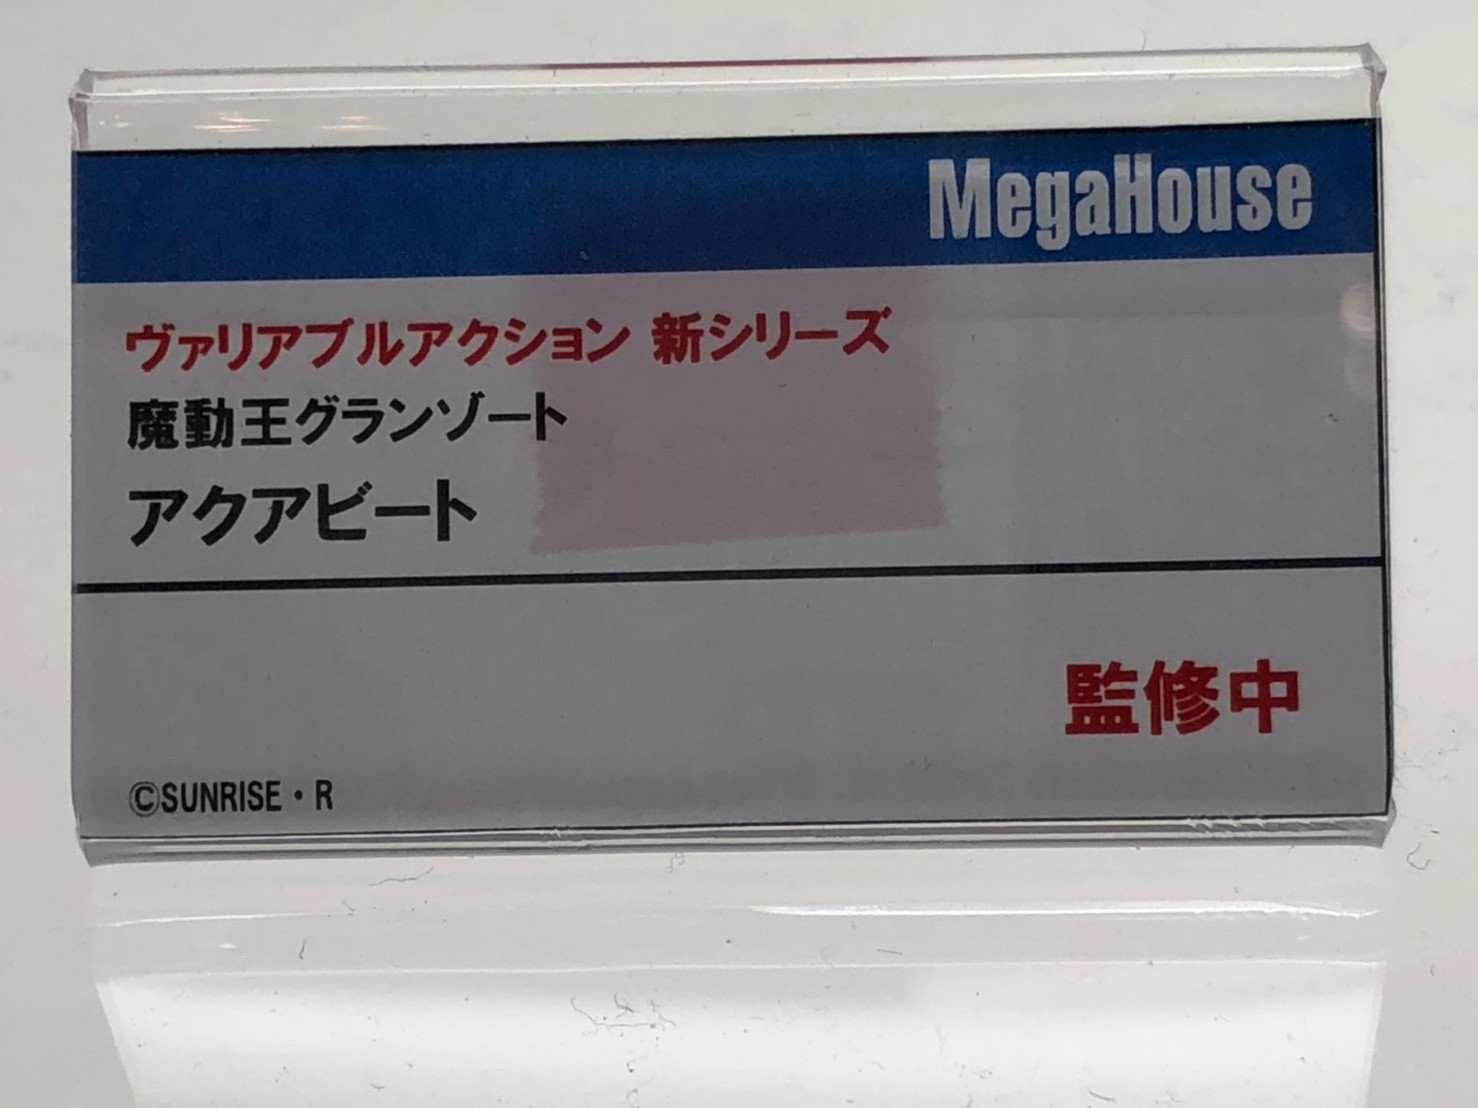 MegaHouse
ヴァリアブルアクション 新シリーズ
魔動王グランゾート
アクアビート
監修中
©SUNRISE・R